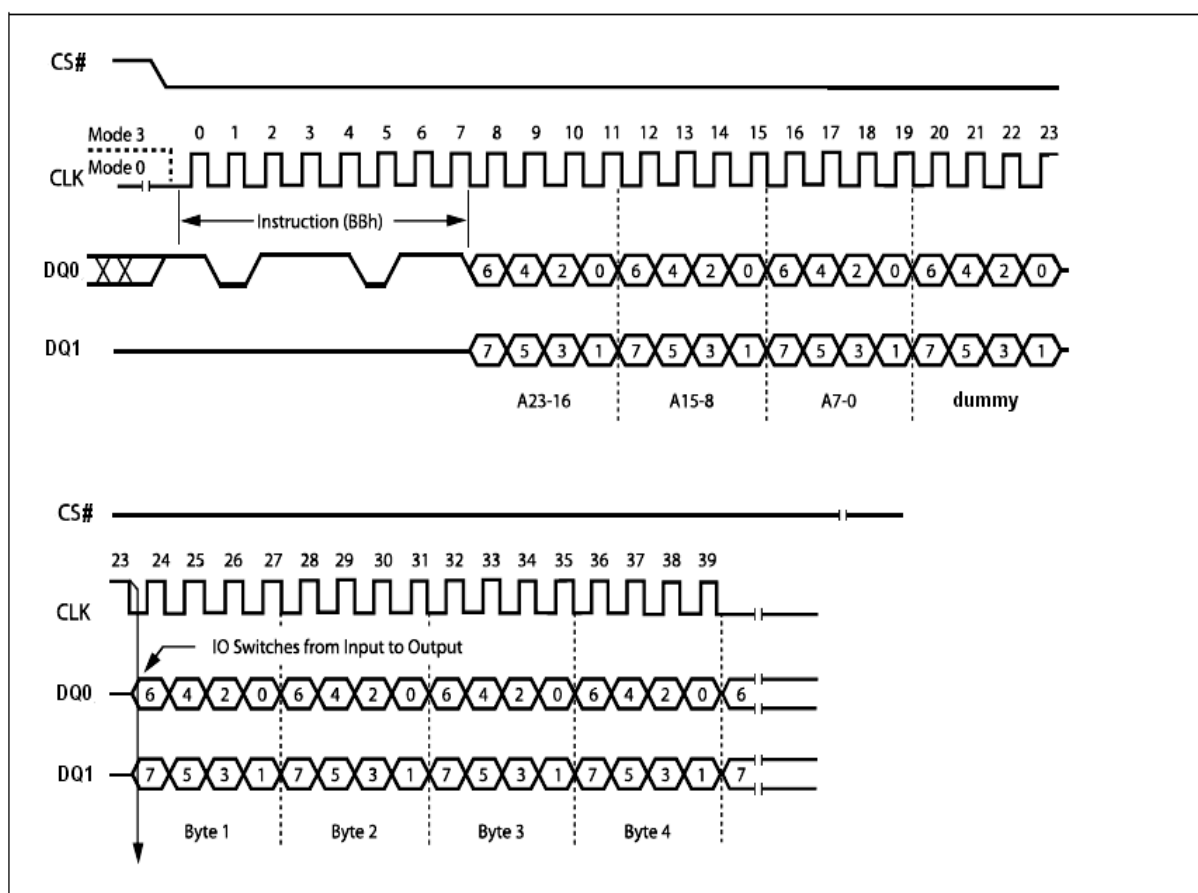 CS#
Mode 3
0 1 2 3 4 5 6 7 8 9 10 11 12 13 14 15 16 17 18 19 20 21 22 23
CLK Mode 0
Instruction (BBh)
DQ0 6 4 2 0 6 4 2 0 6 4 2 0 6 4 2 0
DQ1 7 5 3 1 7 5 3 1 7 5 3 1 7 5 3 1
A23-16 A15-8 A7-0 dummy
CS#
23 24 25 26 27 28 29 30 31 32 33 34 35 36 37 38 39
CLK
IO Switches from Input to Output
DQ0 6 4 2 0 6 4 2 0 6 4 2 0 6 4 2 0 6
DQ1 7 5 3 1 7 5 3 1 7 5 3 1 7 5 3 1 7
Byte 1 Byte 2 Byte 3 Byte 4